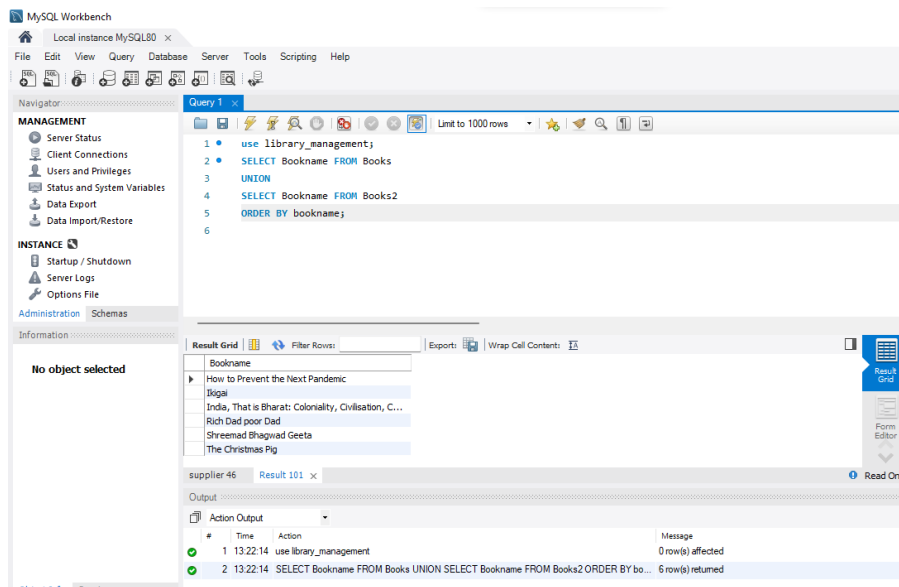 MySQL Workbench
Local instance MySQL80 ×
File Edit View Query Database Server Tools Scripting Help
Navigator
MANAGEMENT
Server Status
Client Connections
Users and Privileges
Status and System Variables
Data Export
Data Import/Restore
INSTANCE
Startup / Shutdown
Server Logs
Options File
Administration Schemas
Information
No object selected
Query 1 ×
Limit to 1000 rows
1 use library_management;
2 SELECT Bookname FROM Books
3 UNION
4 SELECT Bookname FROM Books2
5 ORDER BY bookname;
6
Result Grid Filter Rows: Export: Wrap Cell Content:
Bookname
How to Prevent the Next Pandemic
Ikigai
India, That is Bharat: Coloniality, Civilisation, C...
Rich Dad poor Dad
Shreemad Bhagwad Geeta
The Christmas Pig
Result
Grid
Form
Editor
supplier 46 Result 101 × Read On
Output
Action Output
# Time Action Message
1 13:22:14 use library_management 0 row(s) affected
2 13:22:14 SELECT Bookname FROM Books UNION SELECT Bookname FROM Books2 ORDER BY bo... 6 row(s) returned